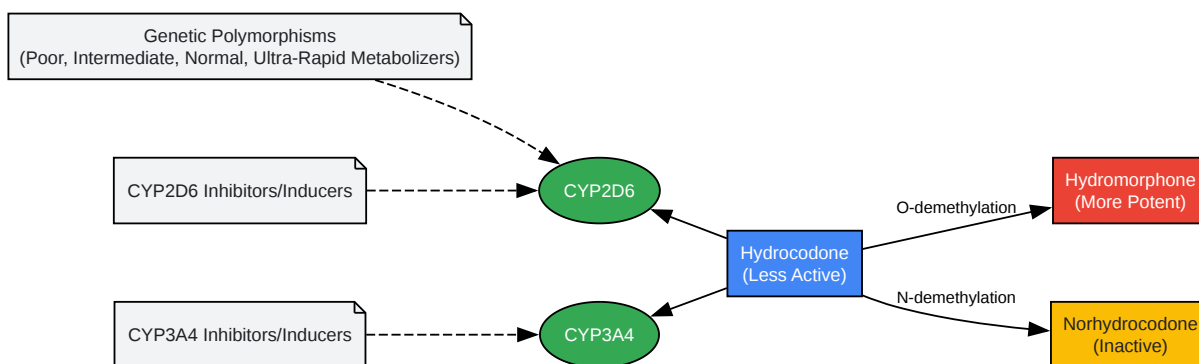 Genetic Polymorphisms
(Poor, Intermediate, Normal, Ultra-Rapid Metabolizers)
CYP2D6 Inhibitors/Inducers
CYP2D6
O-demethylation
Hydromorphone
(More Potent)
Hydrocodone
(Less Active)
N-demethylation
CYP3A4 Inhibitors/Inducers
CYP3A4
Norhydrocodone
(Inactive)